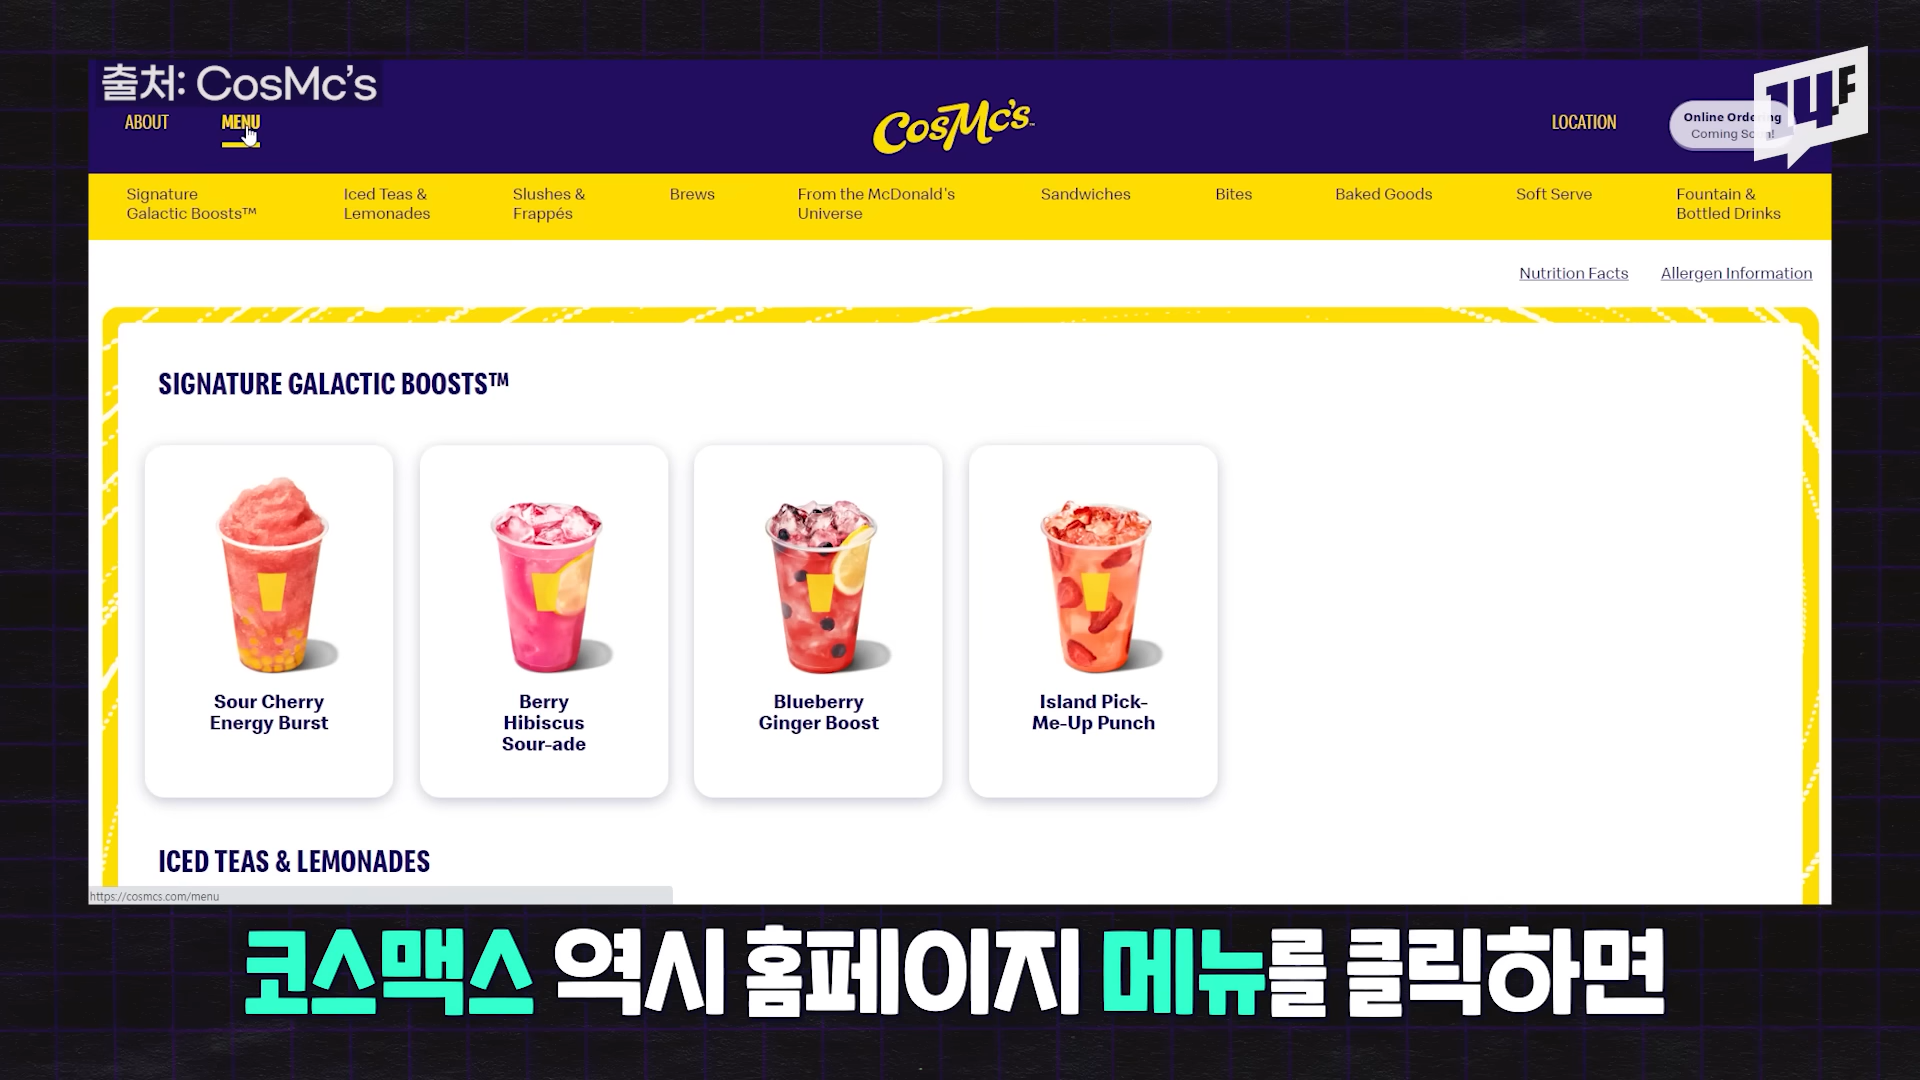 출처: CosMc's
14F
ABOUT
MENU
CosMc's™
LOCATION
Online Ordering
Coming Soon!
Signature
Galactic Boosts™
Iced Teas &
Lemonades
Slushes &
Frappés
Brews
From the McDonald's
Universe
Sandwiches
Bites
Baked Goods
Soft Serve
Fountain &
Bottled Drinks
Nutrition Facts
Allergen Information
SIGNATURE GALACTIC BOOSTS™
Sour Cherry
Energy Burst
Berry
Hibiscus
Sour-ade
Blueberry
Ginger Boost
Island Pick-
Me-Up Punch
ICED TEAS & LEMONADES
https://cosmcs.com/menu
코스맥스 역시 홈페이지 메뉴를 클릭하면